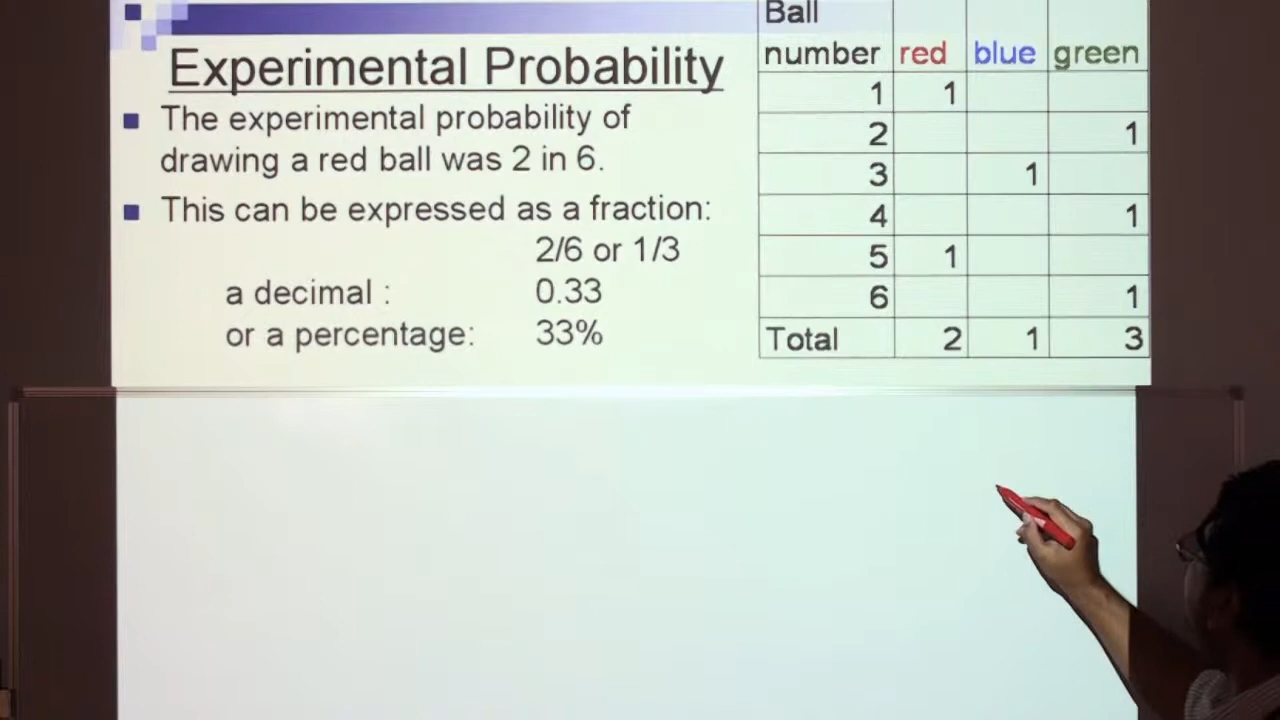 Experimental Probability
The experimental probability of
drawing a red ball was 2 in 6.
This can be expressed as a fraction:
2/6 or 1/3
a decimal : 0.33
or a percentage: 33%
Ball
number red blue green
1 1
2 1
3 1
4 1
5 1
6 1
Total 2 1 3